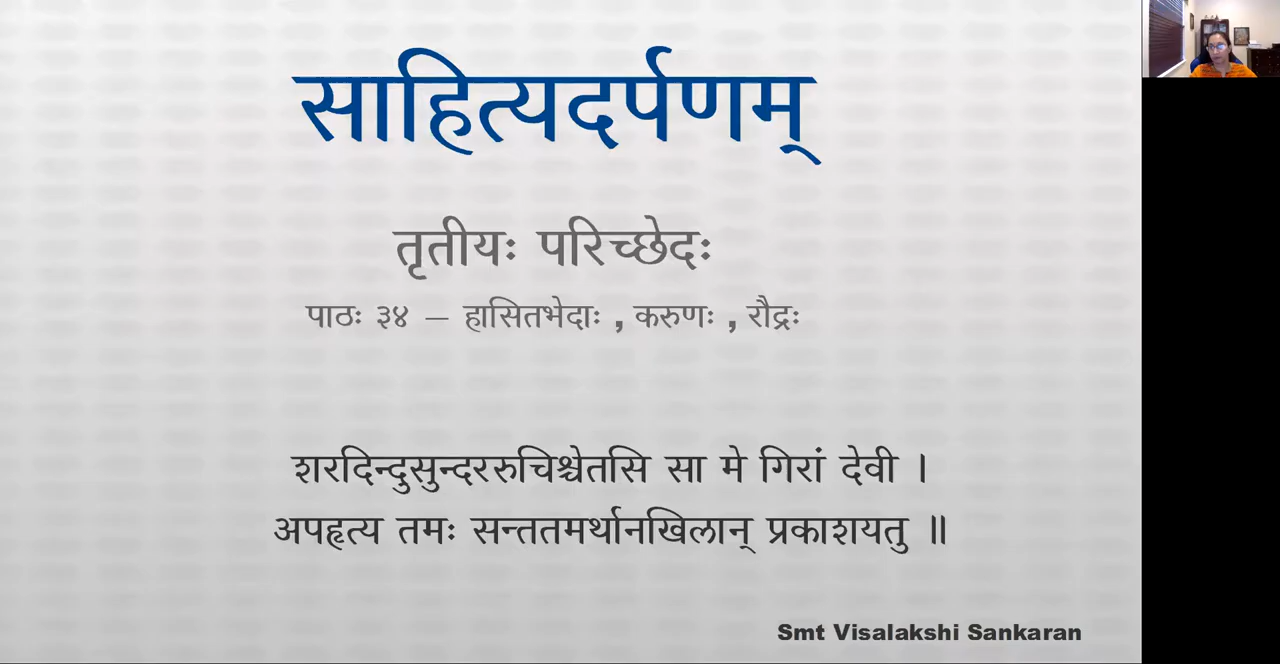 साहित्यदर्पणम्
तृतीयः परिच्छेदः
पाठः ३४ – हासितभेदाः , करुणः , रौद्रः
शरदिन्दुसुन्दररुचिश्चेतसि सा मे गिरां देवी ।
अपहृत्य तमः सन्ततमर्थानखिलान् प्रकाशयतु ॥
Smt Visalakshi Sankaran